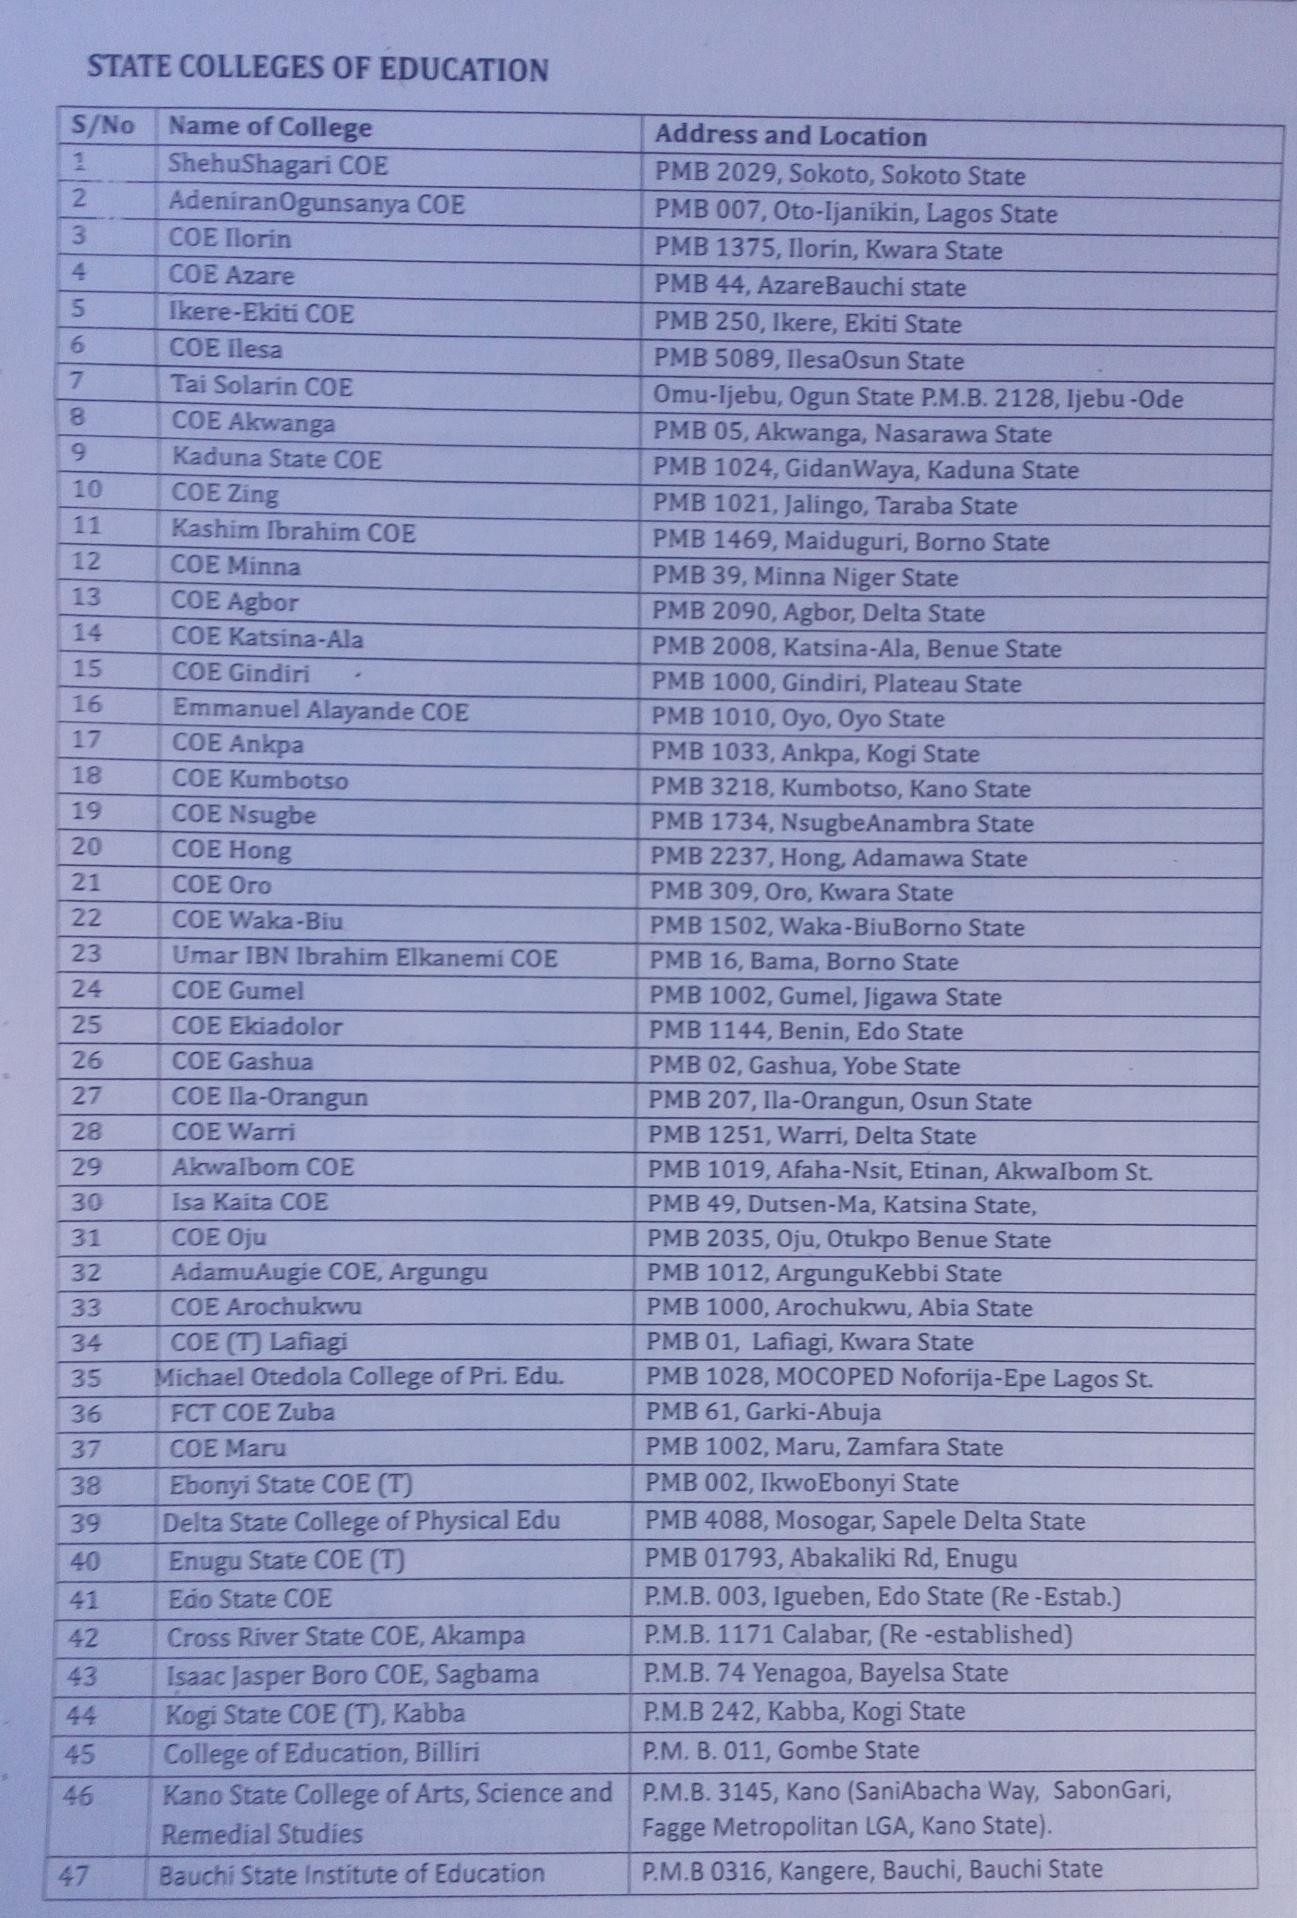 STATE COLLEGES OF EDUCATION
S/No Name of College Address and Location
1 ShehuShagari COE PMB 2029, Sokoto, Sokoto State
2 AdeniranOgunsanya COE PMB 007, Oto-Ijanikin, Lagos State
3 COE Ilorin PMB 1375, Ilorin, Kwara State
4 COE Azare PMB 44, AzareBauchi state
5 Ikere-Ekiti COE PMB 250, Ikere, Ekiti State
6 COE Ilesa PMB 5089, IlesaOsun State
7 Tai Solarin COE Omu-Ijebu, Ogun State P.M.B. 2128, Ijebu-Ode
8 COE Akwanga PMB 05, Akwanga, Nasarawa State
9 Kaduna State COE PMB 1024, GidanWaya, Kaduna State
10 COE Zing PMB 1021, Jalingo, Taraba State
11 Kashim Ibrahim COE PMB 1469, Maiduguri, Borno State
12 COE Minna PMB 39, Minna Niger State
13 COE Agbor PMB 2090, Agbor, Delta State
14 COE Katsina-Ala PMB 2008, Katsina-Ala, Benue State
15 COE Gindiri PMB 1000, Gindiri, Plateau State
16 Emmanuel Alayande COE PMB 1010, Oyo, Oyo State
17 COE Ankpa PMB 1033, Ankpa, Kogi State
18 COE Kumbotso PMB 3218, Kumbotso, Kano State
19 COE Nsugbe PMB 1734, NsugbeAnambra State
20 COE Hong PMB 2237, Hong, Adamawa State
21 COE Oro PMB 309, Oro, Kwara State
22 COE Waka-Biu PMB 1502, Waka-BiuBorno State
23 Umar IBN Ibrahim Elkanemi COE PMB 16, Bama, Borno State
24 COE Gumel PMB 1002, Gumel, Jigawa State
25 COE Ekiadolor PMB 1144, Benin, Edo State
26 COE Gashua PMB 02, Gashua, Yobe State
27 COE Ila-Orangun PMB 207, Ila-Orangun, Osun State
28 COE Warri PMB 1251, Warri, Delta State
29 AkwaIbom COE PMB 1019, Afaha-Nsit, Etinan, AkwaIbom St.
30 Isa Kaita COE PMB 49, Dutsen-Ma, Katsina State,
31 COE Oju PMB 2035, Oju, Otukpo Benue State
32 AdamuAugie COE, Argungu PMB 1012, ArgunguKebbi State
33 COE Arochukwu PMB 1000, Arochukwu, Abia State
34 COE (T) Lafiagi PMB 01, Lafiagi, Kwara State
35 Michael Otedola College of Pri. Edu. PMB 1028, MOCOPED Noforija-Epe Lagos St.
36 FCT COE Zuba PMB 61, Garki-Abuja
37 COE Maru PMB 1002, Maru, Zamfara State
38 Ebonyi State COE (T) PMB 002, IkwoEbonyi State
39 Delta State College of Physical Edu PMB 4088, Mosogar, Sapele Delta State
40 Enugu State COE (T) PMB 01793, Abakaliki Rd, Enugu
41 Edo State COE P.M.B. 003, Igueben, Edo State (Re-Estab.)
42 Cross River State COE, Akampa P.M.B. 1171 Calabar, (Re-established)
43 Isaac Jasper Boro COE, Sagbama P.M.B. 74 Yenagoa, Bayelsa State
44 Kogi State COE (T), Kabba P.M.B 242, Kabba, Kogi State
45 College of Education, Billiri P.M. B. 011, Gombe State
46 Kano State College of Arts, Science and P.M.B. 3145, Kano (SaniAbacha Way, SabonGari,
Remedial Studies Fagge Metropolitan LGA, Kano State).
47 Bauchi State Institute of Education P.M.B 0316, Kangere, Bauchi, Bauchi State